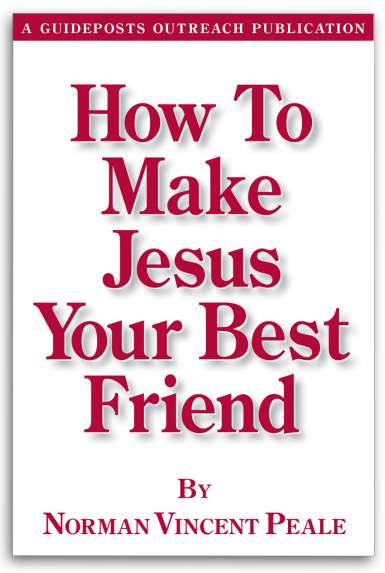 A GUIDEPOSTS OUTREACH PUBLICATION
How To
Make
Jesus
Your Best
Friend
BY
NORMAN VINCENT PEALE